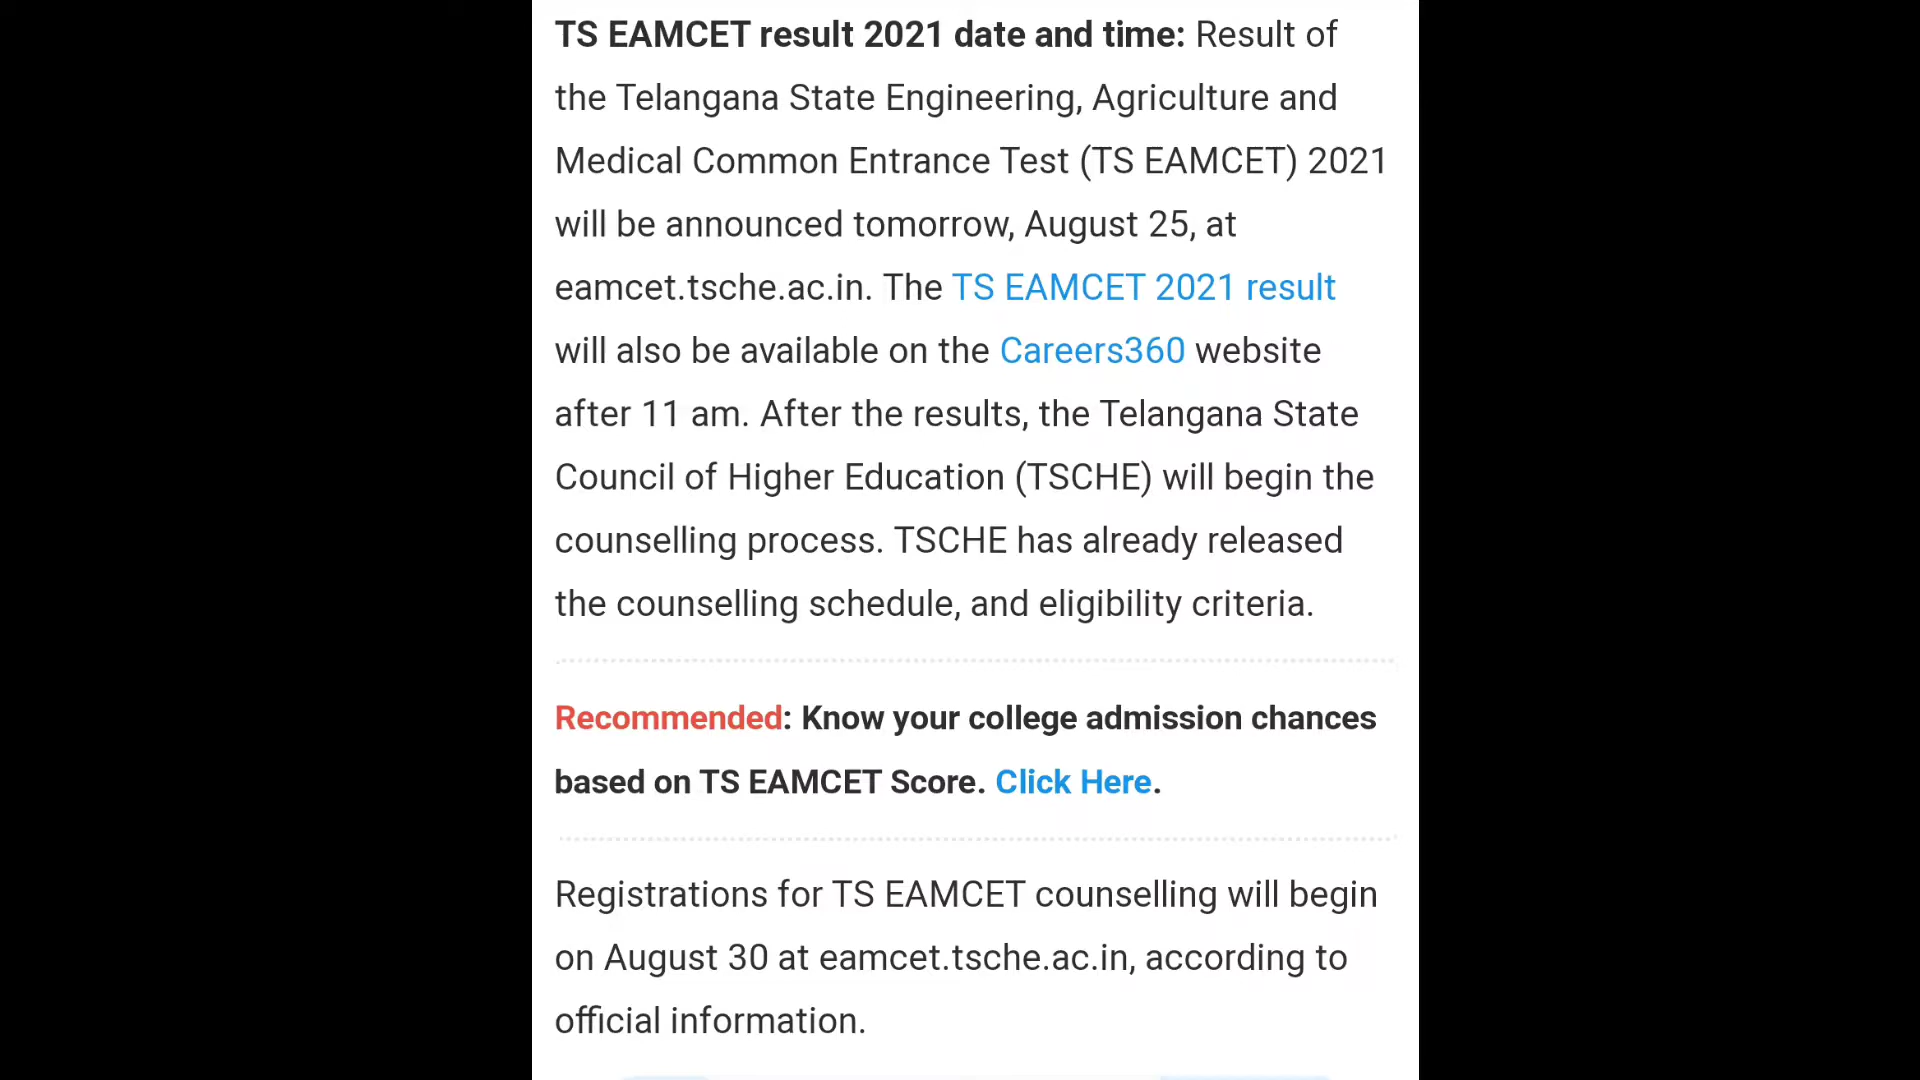 TS EAMCET result 2021 date and time: Result of
the Telangana State Engineering, Agriculture and
Medical Common Entrance Test (TS EAMCET) 2021
will be announced tomorrow, August 25, at
eamcet.tsche.ac.in. The TS EAMCET 2021 result
will also be available on the Careers360 website
after 11 am. After the results, the Telangana State
Council of Higher Education (TSCHE) will begin the
counselling process. TSCHE has already released
the counselling schedule, and eligibility criteria.
Recommended: Know your college admission chances
based on TS EAMCET Score. Click Here.
Registrations for TS EAMCET counselling will begin
on August 30 at eamcet.tsche.ac.in, according to
official information.